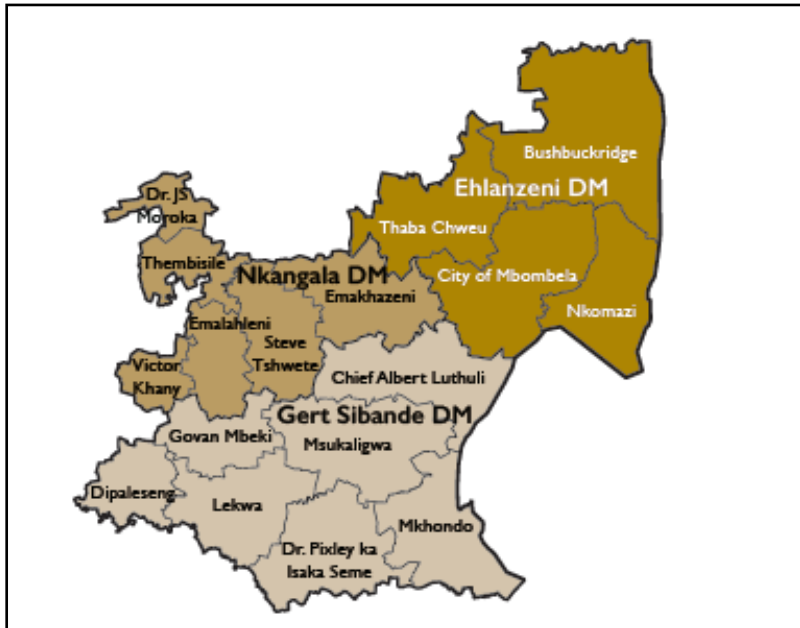 Bushbuckridge
Ehlanzeni DM
Dr. JS
Moroka
Thaba Chweu
Thembisile
Nkangala DM
City of Mbombela
Emakhazeni
Nkomazi
Emalahleni
Steve
Tshwete
Victor
Khany
Chief Albert Luthuli
Gert Sibande DM
Govan Mbeki
Msukaligwa
Dipaleseng
Lekwa
Mkhondo
Dr. Pixley ka
Isaka Seme